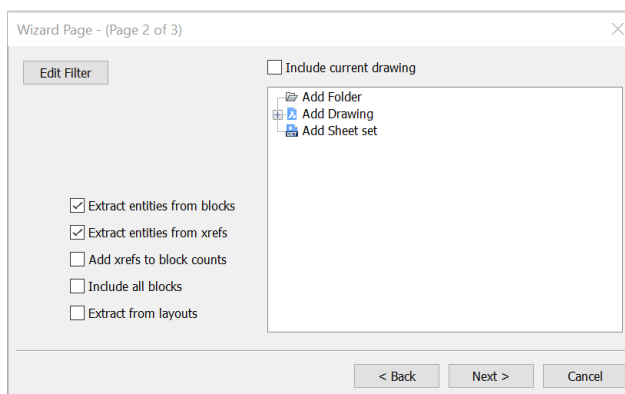 Wizard Page - (Page 2 of 3)
Edit Filter
Include current drawing
Add Folder
Add Drawing
Add Sheet set
Extract entities from blocks
Extract entities from xrefs
Add xrefs to block counts
Include all blocks
Extract from layouts
< Back
Next >
Cancel